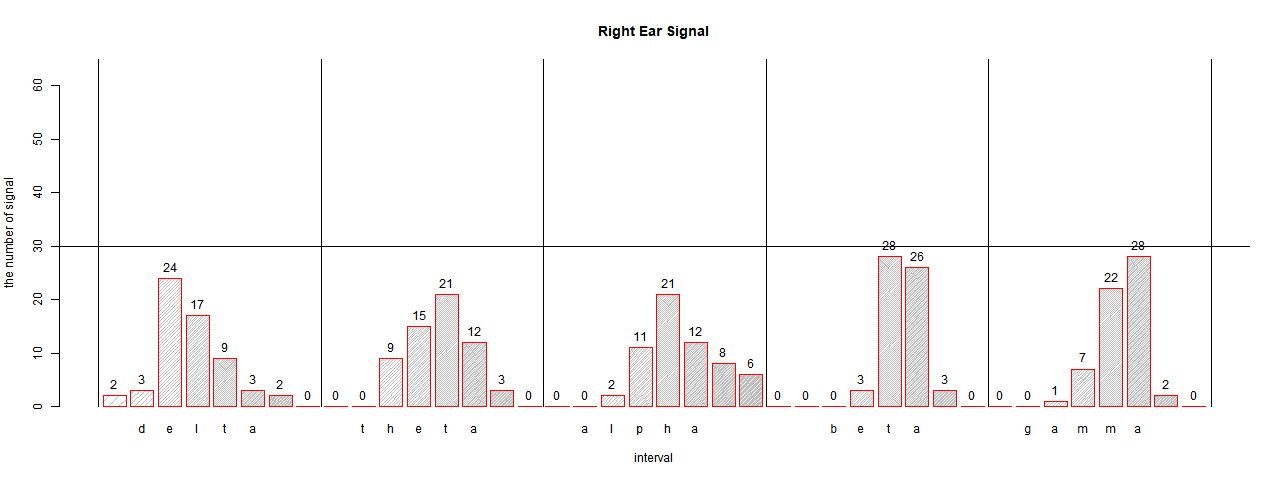 Right Ear Signal
the number of signal
60
50
40
30
20
10
0
2 3 24 17 9 3 2 0 0 0 9 15 21 12 3 0 0 0 2 11 21 12 8 6 0 0 0 3 28 26 3 0 0 0 1 7 22 28 2 0
d e l t a t h e t a a l p h a b e t a g a m m a
interval